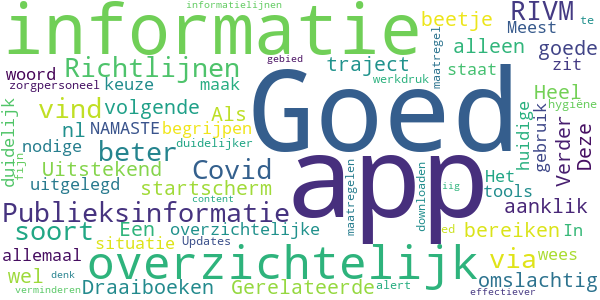 informatielijnen
informatie
RIVM
beetje
Meest
te
Richtlijnen
gebied
traject
alleen
goede
maatregel
woord
zorgpersoneel
keuze
maak
werkdruk
staat
zit
Goed
vind
volgende
Als
Heel
hygiëne
duidelijk
nl
NAMASTE
begrijpen
nodige
beter
duidelijker
huidige
gebruik
Verder
Deze
fijn
Uitstekend
Covid
app
maatregelen
downloaden
Het
iig
tools
uitgelegd
startscherm
content
Publieksinformatie
aanklik
soort
Een
overzichtelijke
ed
bereiken
In
situatie
Updates
allemaal
wel
overzichtelijk
via
wees
omslachtig
Draaiboeken
Gerelateerde
denk
alert
verminderen
effectiever